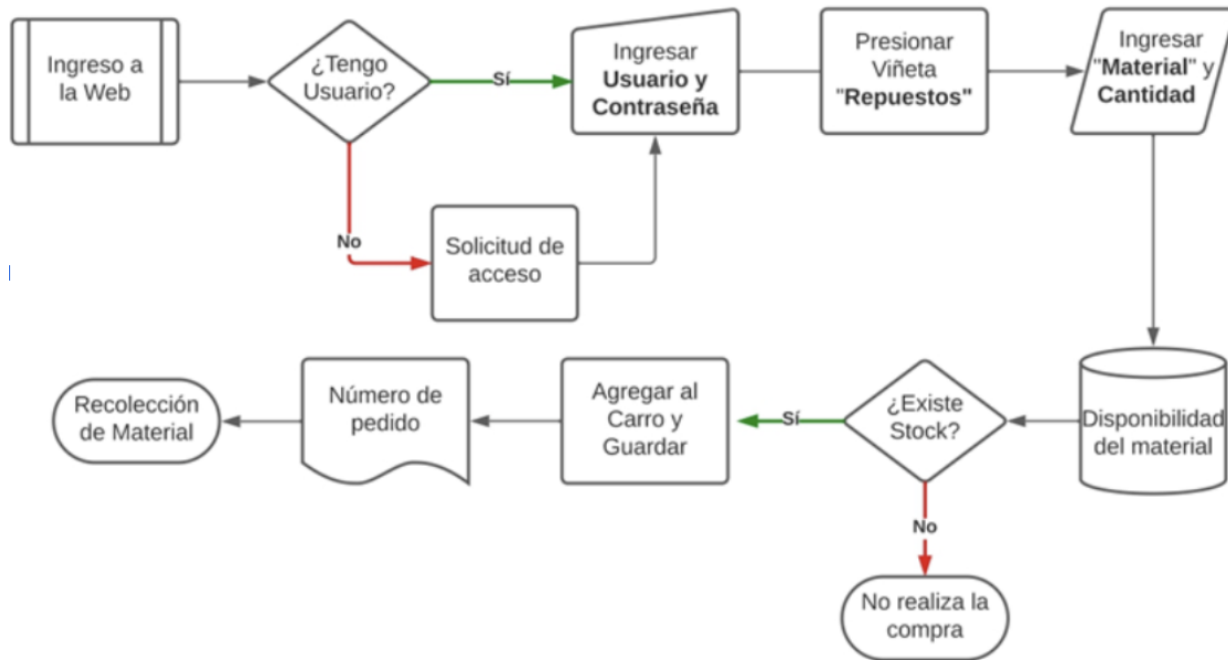 Ingreso a
la Web
¿Tengo
Usuario?
Sí
Ingresar
Usuario y
Contraseña
Presionar
Viñeta
"Repuestos"
Ingresar
"Material" y
Cantidad
No
Solicitud de
acceso
Recolección
de Material
Número de
pedido
Agregar al
Carro y
Guardar
Sí
¿Existe
Stock?
Disponibilidad
del material
No
No realiza la
compra